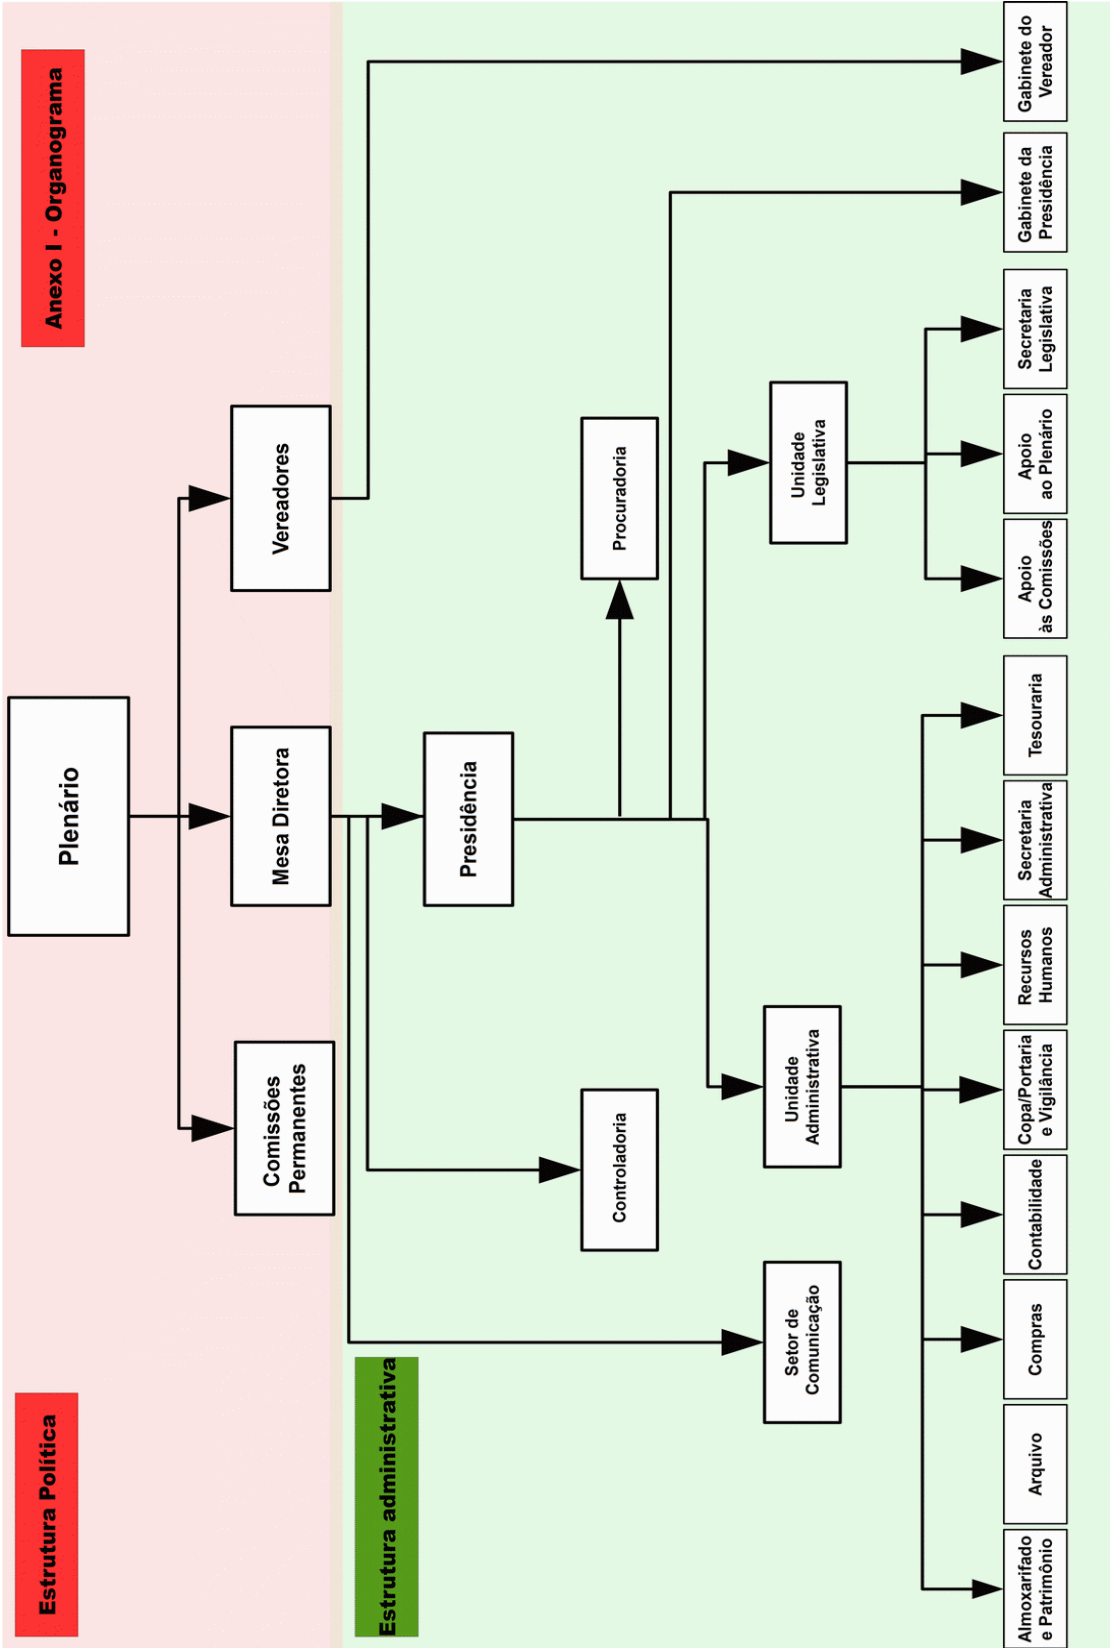 Estrutura Política
Anexo I - Organograma
Plenário
Comissões
Permanentes
Mesa Diretora
Vereadores
Estrutura administrativa
Presidência
Controladoria
Procuradoria
Setor de
Comunicação
Unidade
Administrativa
Unidade
Legislativa
Almoxarifado
e Patrimônio
Arquivo
Compras
Contabilidade
Copa/Portaria
e Vigilância
Recursos
Humanos
Secretaria
Administrativa
Tesouraria
Apoio
às Comissões
Apoio
ao Plenário
Secretaria
Legislativa
Gabinete da
Presidência
Gabinete do
Vereador